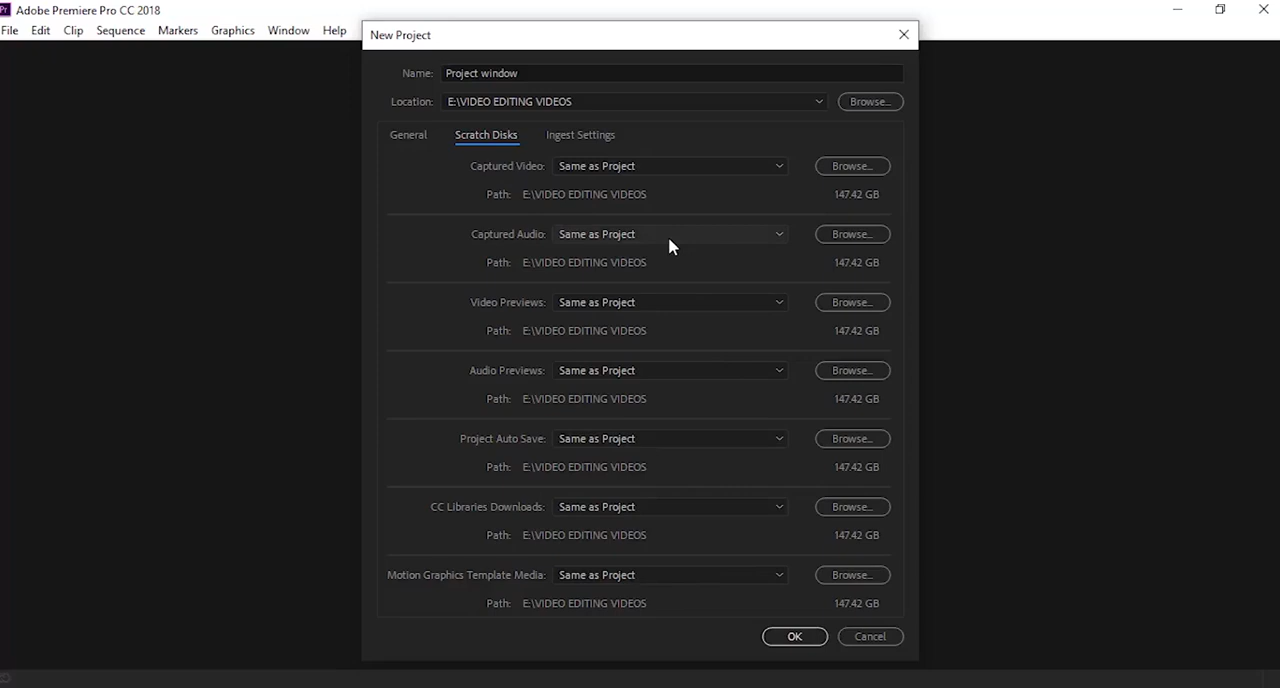 Pr Adobe Premiere Pro CC 2018
File Edit Clip Sequence Markers Graphics Window Help
New Project
Name: Project window
Location: E:\VIDEO EDITING VIDEOS Browse...
General Scratch Disks Ingest Settings
Captured Video: Same as Project Browse...
Path: E:\VIDEO EDITING VIDEOS 147.42 GB
Captured Audio: Same as Project Browse...
Path: E:\VIDEO EDITING VIDEOS 147.42 GB
Video Previews: Same as Project Browse...
Path: E:\VIDEO EDITING VIDEOS 147.42 GB
Audio Previews: Same as Project Browse...
Path: E:\VIDEO EDITING VIDEOS 147.42 GB
Project Auto Save: Same as Project Browse...
Path: E:\VIDEO EDITING VIDEOS 147.42 GB
CC Libraries Downloads: Same as Project Browse...
Path: E:\VIDEO EDITING VIDEOS 147.42 GB
Motion Graphics Template Media: Same as Project Browse...
Path: E:\VIDEO EDITING VIDEOS 147.42 GB
OK Cancel